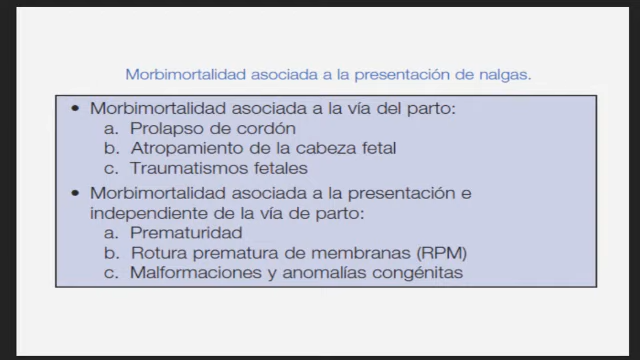 Morbimortalidad asociada a la presentación de nalgas.
• Morbimortalidad asociada a la vía del parto:
a. Prolapso de cordón
b. Atropamiento de la cabeza fetal
c. Traumatismos fetales
• Morbimortalidad asociada a la presentación e
independiente de la vía de parto:
a. Prematuridad
b. Rotura prematura de membranas (RPM)
c. Malformaciones y anomalías congénitas